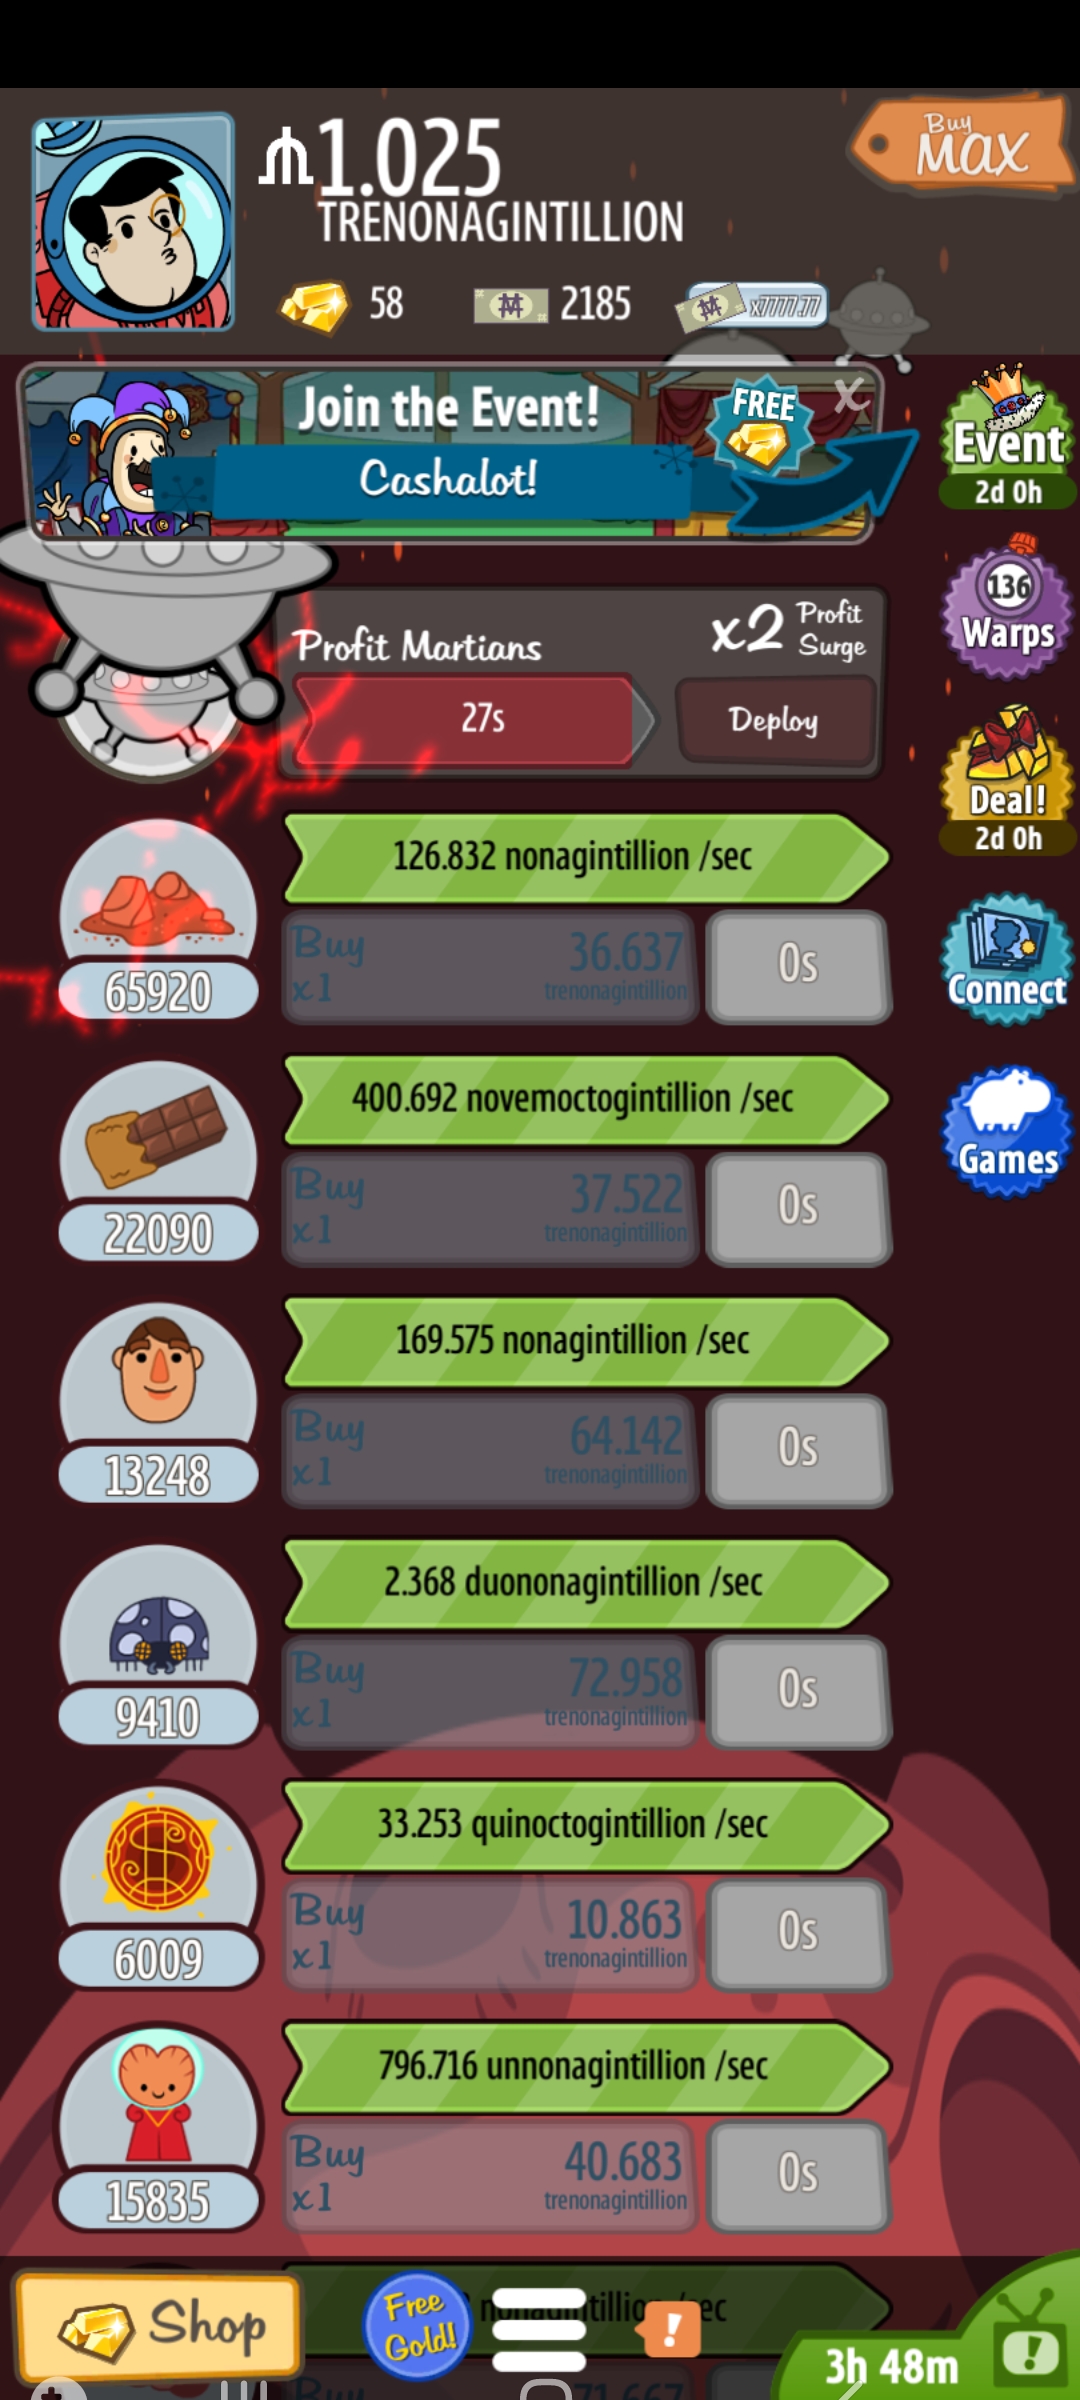 1.025
TRENONAGINTILLION
Buy
MAX
58
2185
x7777.77
Join the Event!
Cashalot!
FREE
X
Event
2d 0h
136
Warps
Deal!
2d 0h
Connect
Games
Profit Martians
x2 Profit
Surge
27s
Deploy
126.832 nonagintillion /sec
65920
Buy
x1
36.637
trenonagintillion
0s
400.692 novemoctogintillion /sec
22090
Buy
x1
37.522
trenonagintillion
0s
169.575 nonagintillion /sec
13248
Buy
x1
64.142
trenonagintillion
0s
2.368 duononagintillion /sec
9410
Buy
x1
72.958
trenonagintillion
0s
33.253 quinoctogintillion /sec
6009
Buy
x1
10.863
trenonagintillion
0s
796.716 unnonagintillion /sec
15835
Buy
x1
40.683
trenonagintillion
0s
Shop
Free
Gold!
!
3h 48m
!
Buy